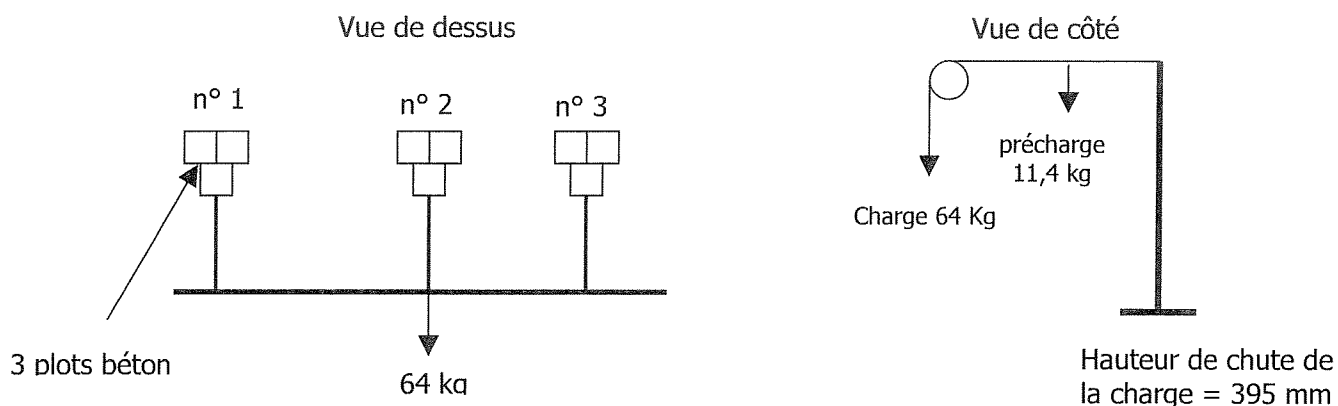 Vue de dessus
n° 1
n° 2
n° 3
3 plots béton
64 kg
Vue de côté
précharge
11,4 kg
Charge 64 Kg
Hauteur de chute de
la charge = 395 mm